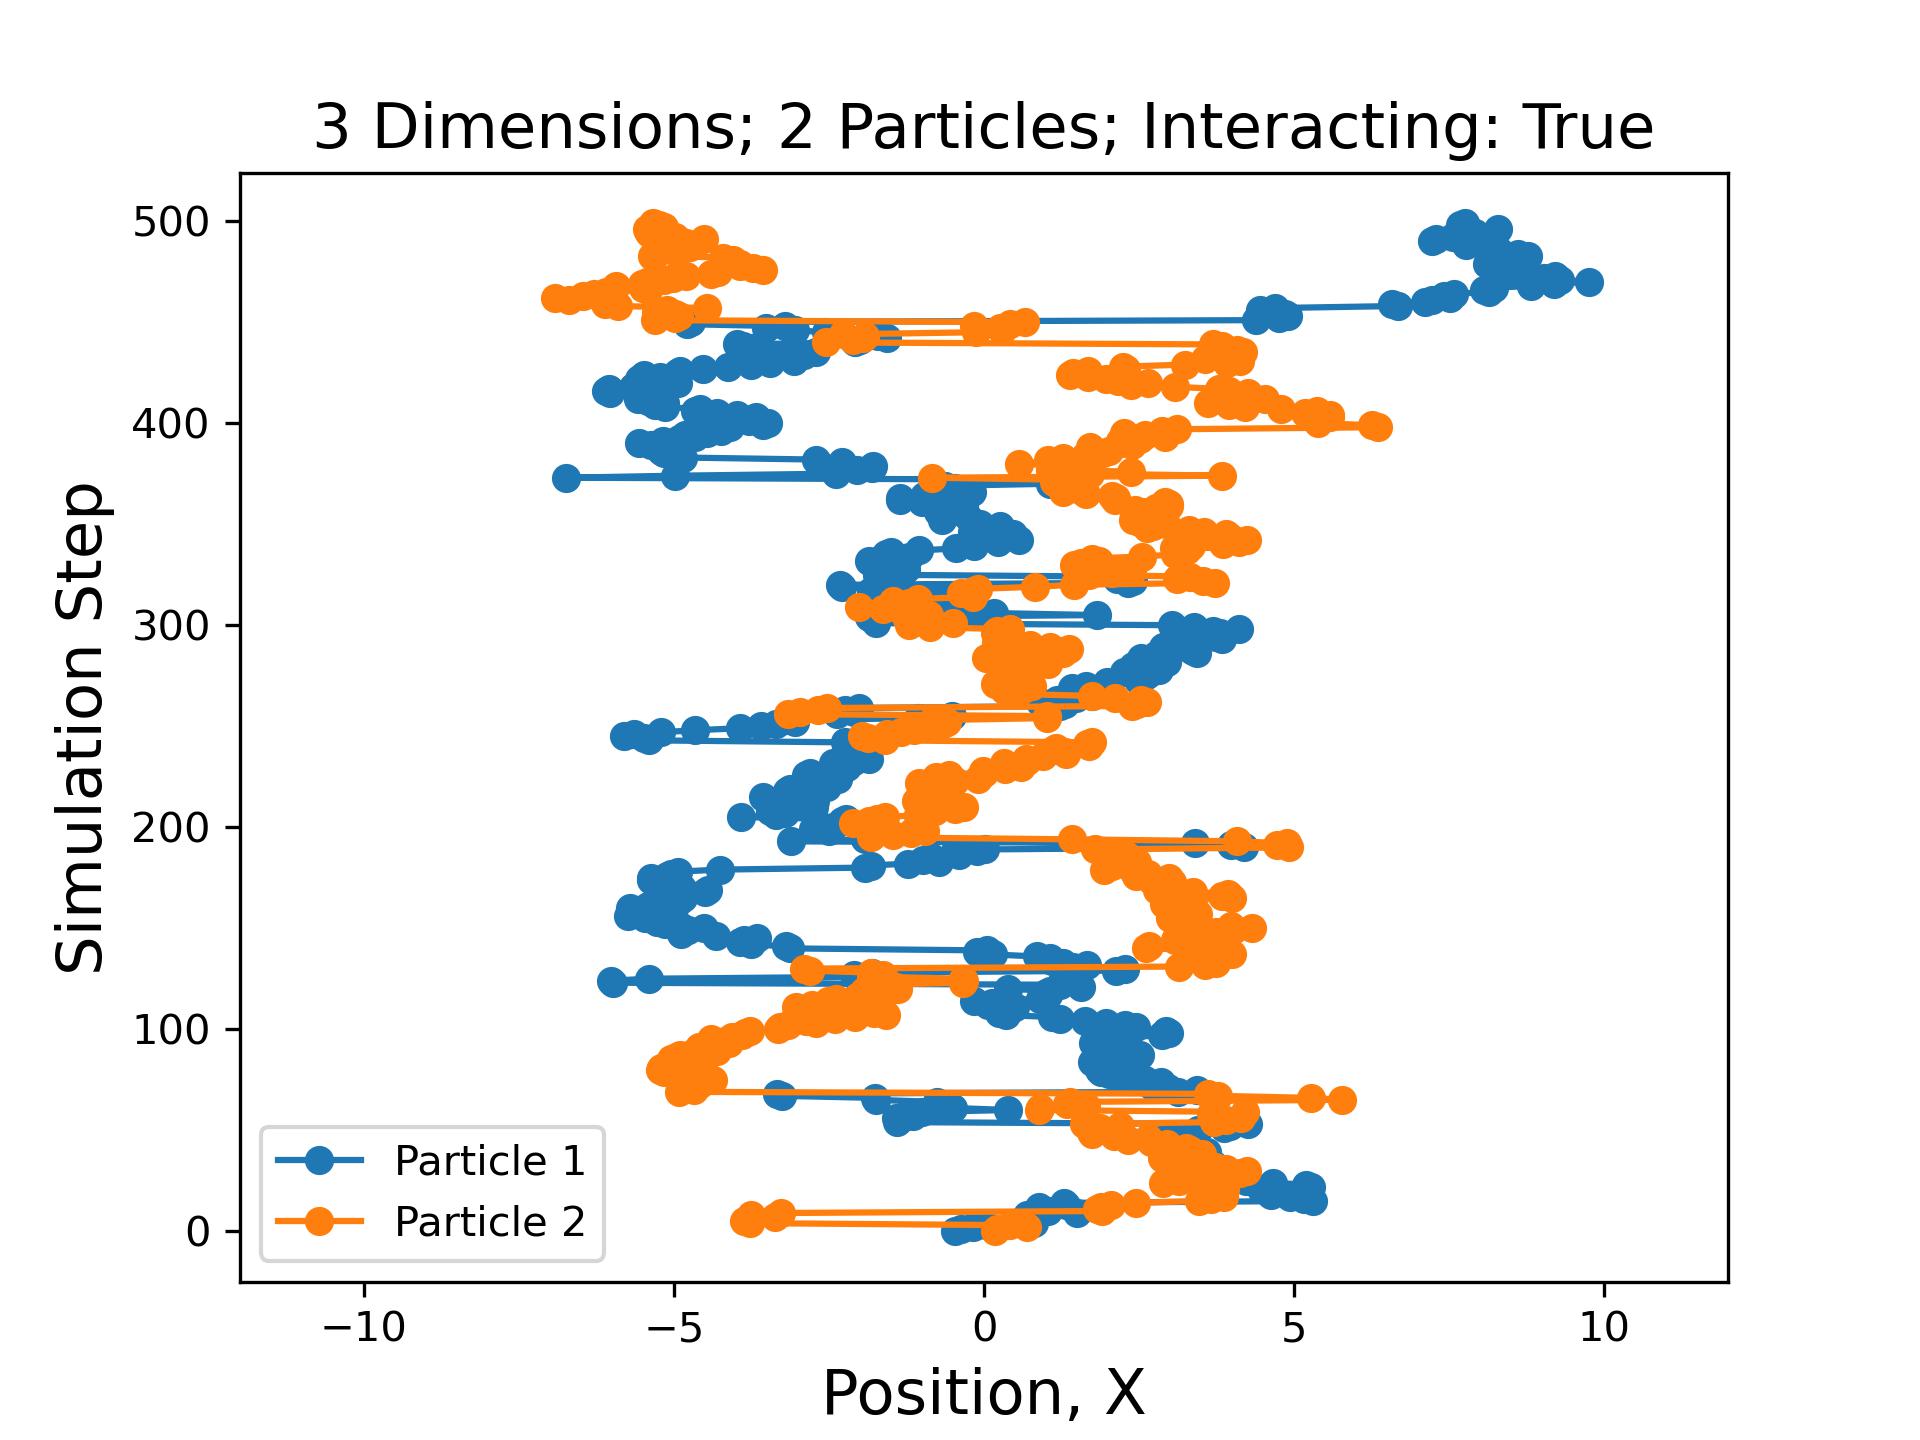 3 Dimensions; 2 Particles; Interacting: True
Simulation Step
500
400
300
200
100
0
Particle 1
Particle 2
−10
−5
0
5
10
Position, X